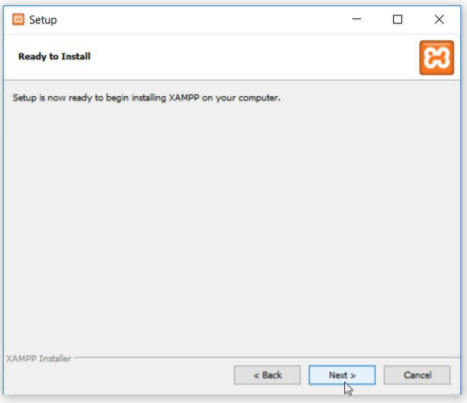 Setup
Ready to Install
Setup is now ready to begin installing XAMPP on your computer.
XAMPP Installer
< Back
Next >
Cancel